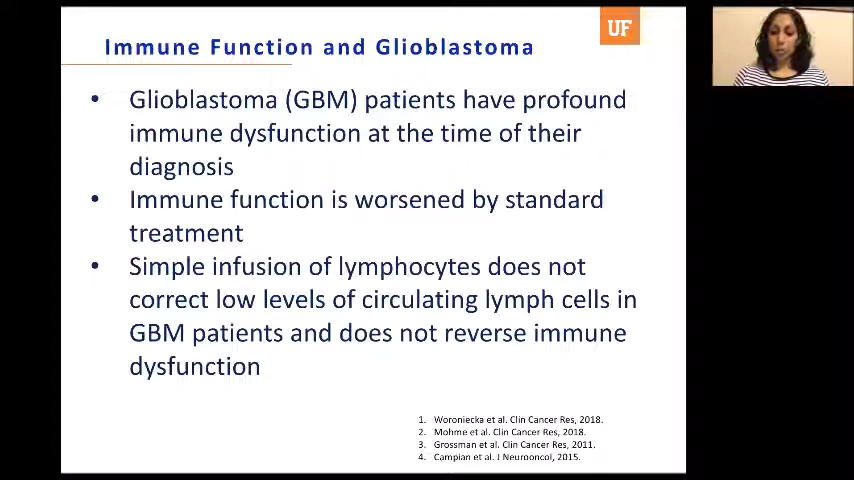 UF
Immune Function and Glioblastoma
• Glioblastoma (GBM) patients have profound
immune dysfunction at the time of their
diagnosis
• Immune function is worsened by standard
treatment
• Simple infusion of lymphocytes does not
correct low levels of circulating lymph cells in
GBM patients and does not reverse immune
dysfunction
1. Woroniecka et al. Clin Cancer Res, 2018.
2. Mohme et al. Clin Cancer Res, 2018.
3. Grossman et al. Clin Cancer Res, 2011.
4. Campian et al. J Neurooncol, 2015.